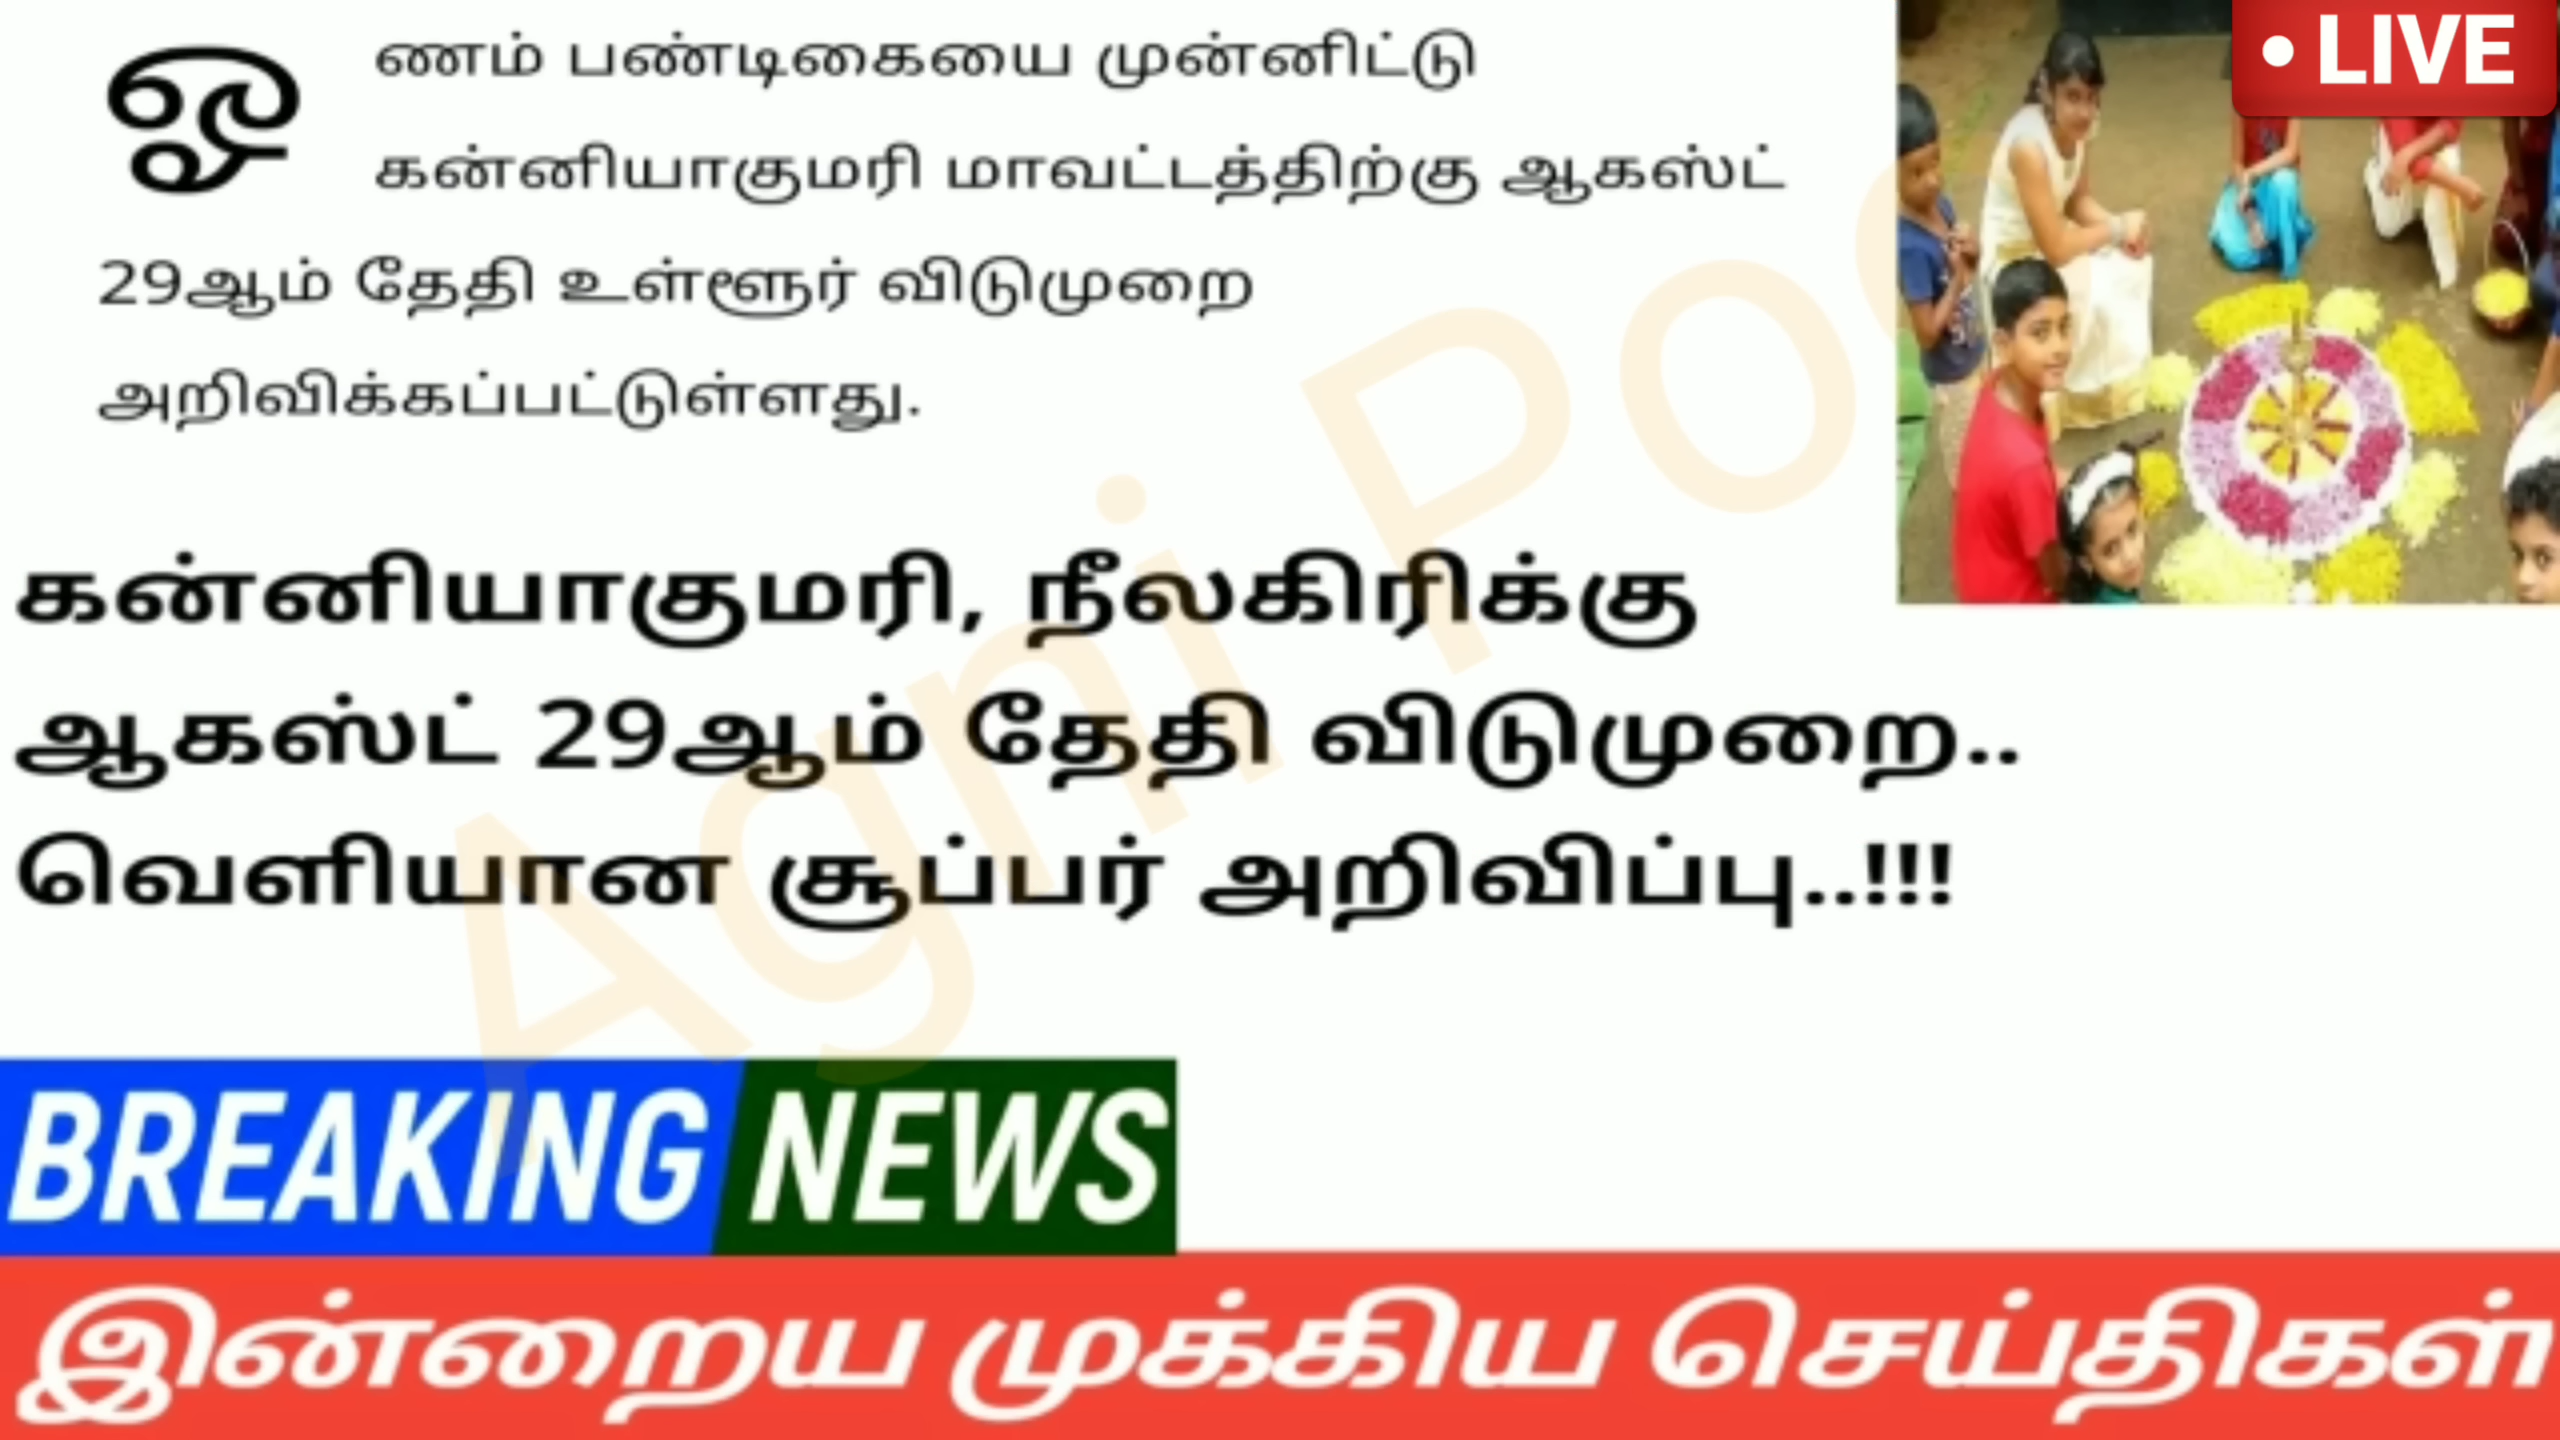 ஓணம் பண்டிகையை முன்னிட்டு
கன்னியாகுமரி மாவட்டத்திற்கு ஆகஸ்ட்
29ஆம் தேதி உள்ளூர் விடுமுறை
அறிவிக்கப்பட்டுள்ளது.
• LIVE
கன்னியாகுமரி, நீலகிரிக்கு
ஆகஸ்ட் 29ஆம் தேதி விடுமுறை..
வெளியான சூப்பர் அறிவிப்பு..!!!
Agni
BREAKING NEWS
இன்றைய முக்கிய செய்திகள்